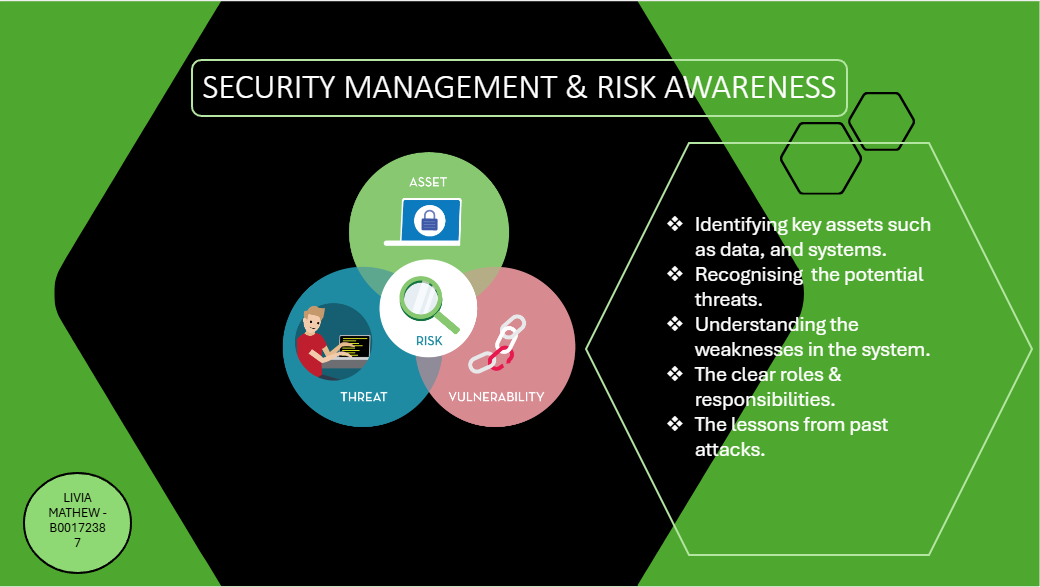 SECURITY MANAGEMENT & RISK AWARENESS
ASSET
RISK
THREAT
VULNERABILITY
❖ Identifying key assets such
as data, and systems.
❖ Recognising the potential
threats.
❖ Understanding the
weaknesses in the system.
❖ The clear roles &
responsibilities.
❖ The lessons from past
attacks.
LIVIA
MATHEW -
B0017238
7